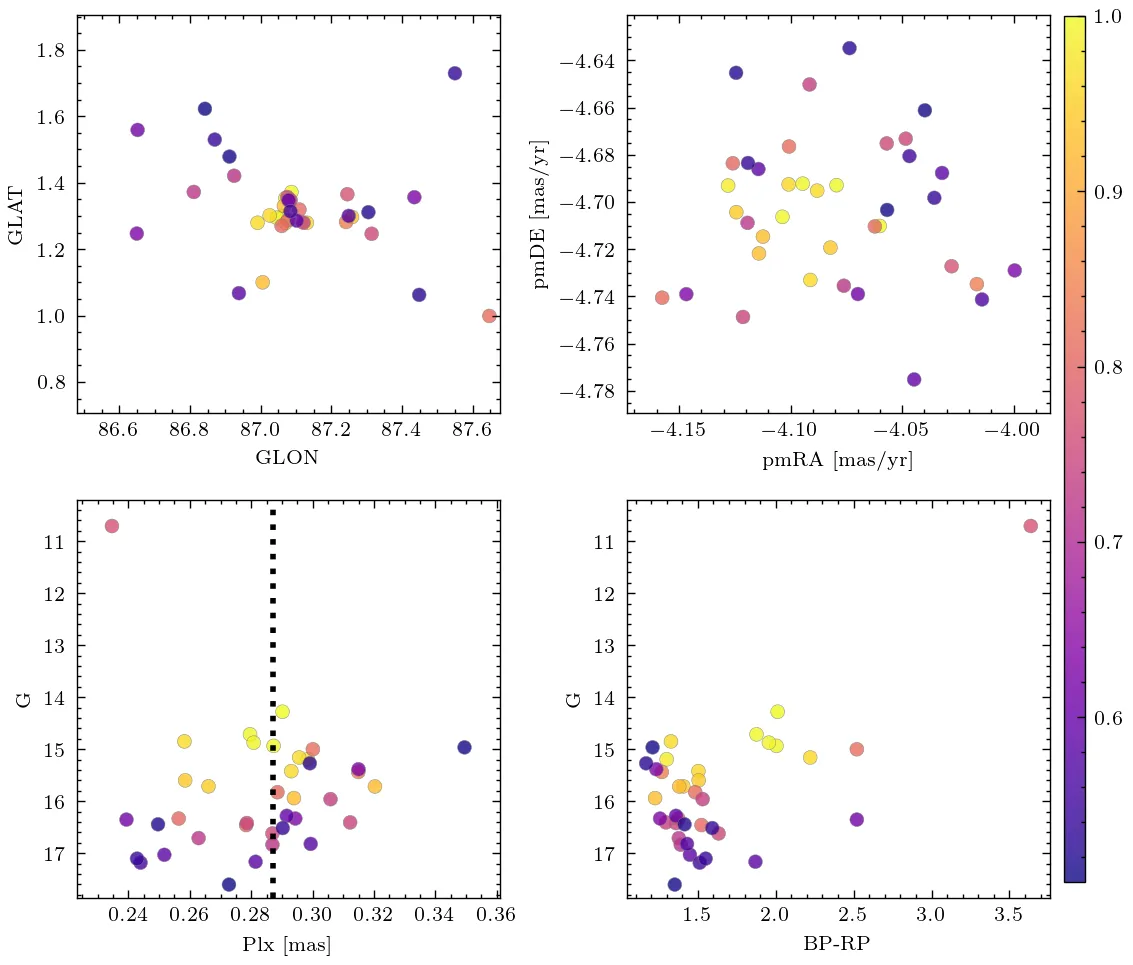 1.8
1.6
1.4
1.2
1.0
0.8
GLAT
86.6 86.8 87.0 87.2 87.4 87.6
GLON
−4.64
−4.66
−4.68
−4.70
−4.72
−4.74
−4.76
−4.78
pmDE [mas/yr]
−4.15 −4.10 −4.05 −4.00
pmRA [mas/yr]
11
12
13
14
15
16
17
G
0.24 0.26 0.28 0.30 0.32 0.34 0.36
Plx [mas]
11
12
13
14
15
16
17
G
1.5 2.0 2.5 3.0 3.5
BP-RP
1.0
0.9
0.8
0.7
0.6